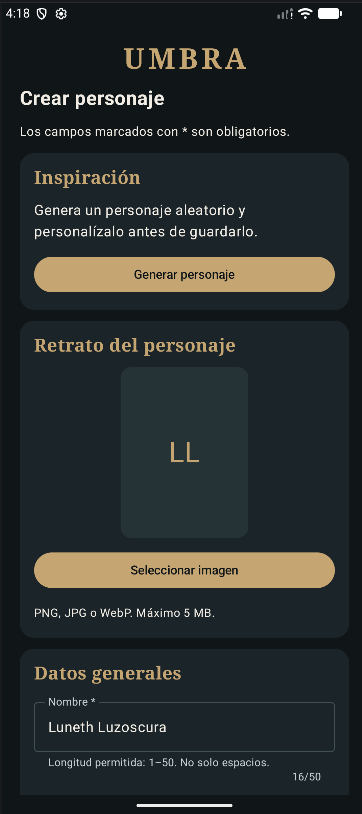 4:18
UMBRA
Crear personaje
Los campos marcados con * son obligatorios.
Inspiración
Genera un personaje aleatorio y
personalízalo antes de guardarlo.
Generar personaje
Retrato del personaje
LL
Seleccionar imagen
PNG, JPG o WebP. Máximo 5 MB.
Datos generales
Nombre *
Luneth Luzoscura
Longitud permitida: 1–50. No solo espacios.
16/50